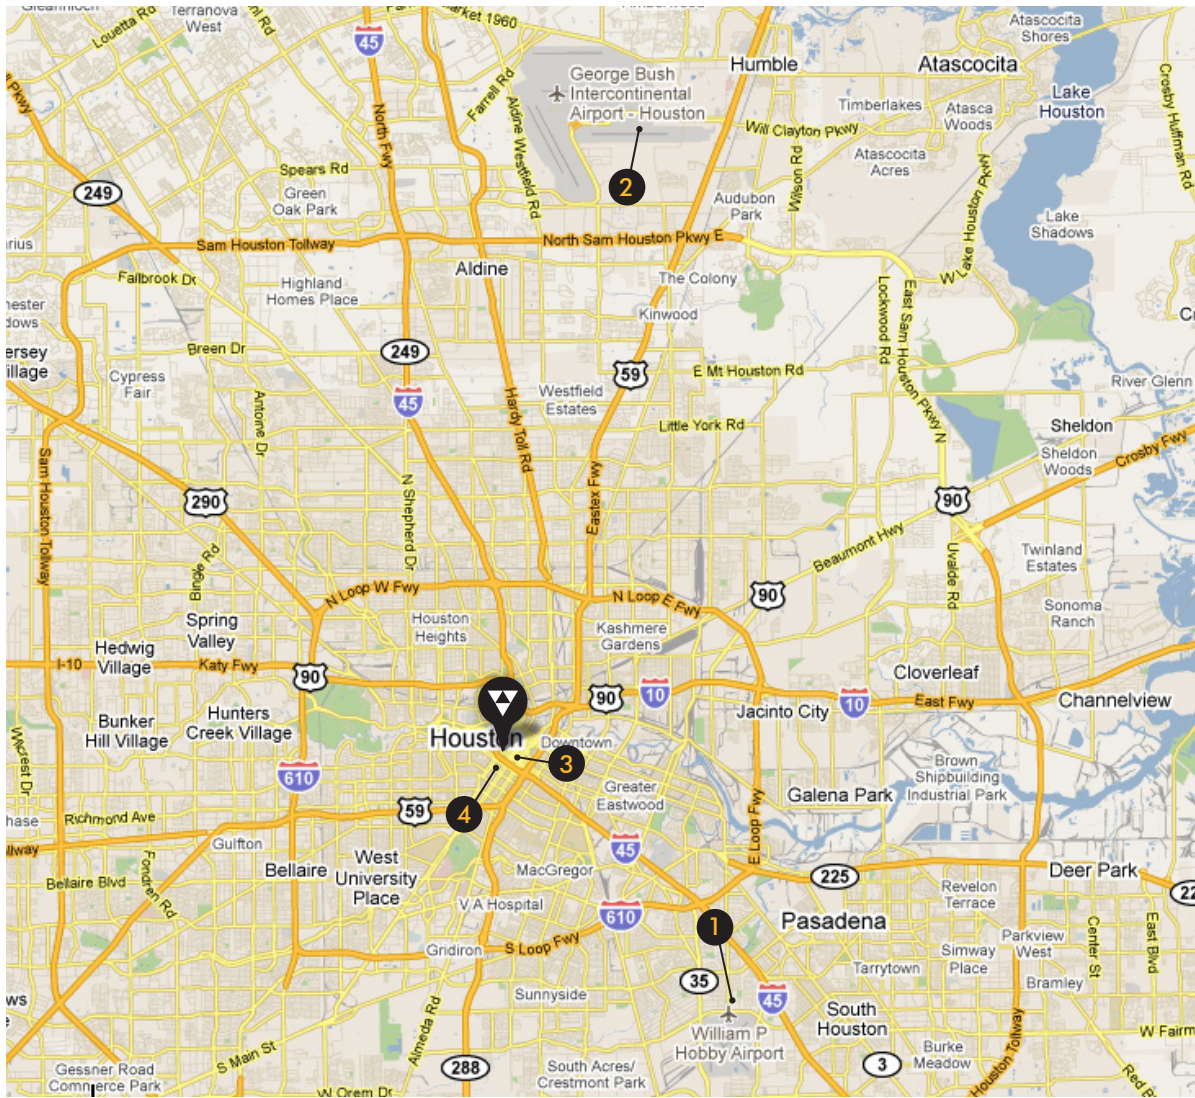 Gleannloch
Louetta Rd
Terranova
West
Market 1960
Atascocita
Shores
Humble
Atascocita
Lake
Houston
Crosby Huffman Rd
45
North Fwy
Farrell Rd
Aldine Westfield Rd
George Bush
Intercontinental
Airport - Houston
Timberlakes
Atasca
Woods
Will Clayton Pkwy
Atascocita
Acres
Wilson Rd
2
Spears Rd
Green
Oak Park
249
Audubon
Park
Lake
Shadows
W Lake Houston Pkwy
Sam Houston Tollway
North Sam Houston Pkwy E
Aldine
The Colony
Fallbrook Dr
Highland
Homes Place
Kinwood
Lockwood Rd
East Sam Houston Pkwy N
Breen Dr
249
45
59
E Mt Houston Rd
ersey
illage
Cypress
Fair
Antoine Dr
Westfield
Estates
Hardy Toll Rd
Little York Rd
River Glenn
Sheldon
Sheldon
Woods
Crosby Fwy
Sam Houston Tollway
290
N Shepherd Dr
Eastex Fwy
90
Beaumont Hwy
Uvalde Rd
Twinland
Estates
Bingle Rd
N Loop W Fwy
N Loop E Fwy
90
Houston
Heights
Kashmere
Gardens
Sonoma
Ranch
Spring
Valley
Hedwig
Village
I-10
Katy Fwy
90
Cloverleaf
90
10
10
East Fwy
Channelview
Jacinto City
Bunker
Hill Village
Hunters
Creek Village
Wilcrest Dr
Houston
Downtown
3
610
Greater
Eastwood
Brown
Shipbuilding
Industrial Park
Galena Park
Richmond Ave
59
4
E Loop Fwy
Gulfton
45
Bellaire
West
University
Place
MacGregor
225
Deer Park
Bellaire Blvd
Fondren Rd
V A Hospital
610
1
Pasadena
Revelon
Terrace
Gridiron
S Loop Fwy
Parkview
West
Center St
East Blvd
Simway
Place
Tarrytown
35
45
Sunnyside
Bramley
William P
Hobby Airport
South
Houston
Almeda Rd
S Main St
288
South Acres/
Crestmont Park
3
Burke
Meadow
Houston Tollway
W Fairm
Red B
Gessner Road
Commerce Park
W Orem Dr